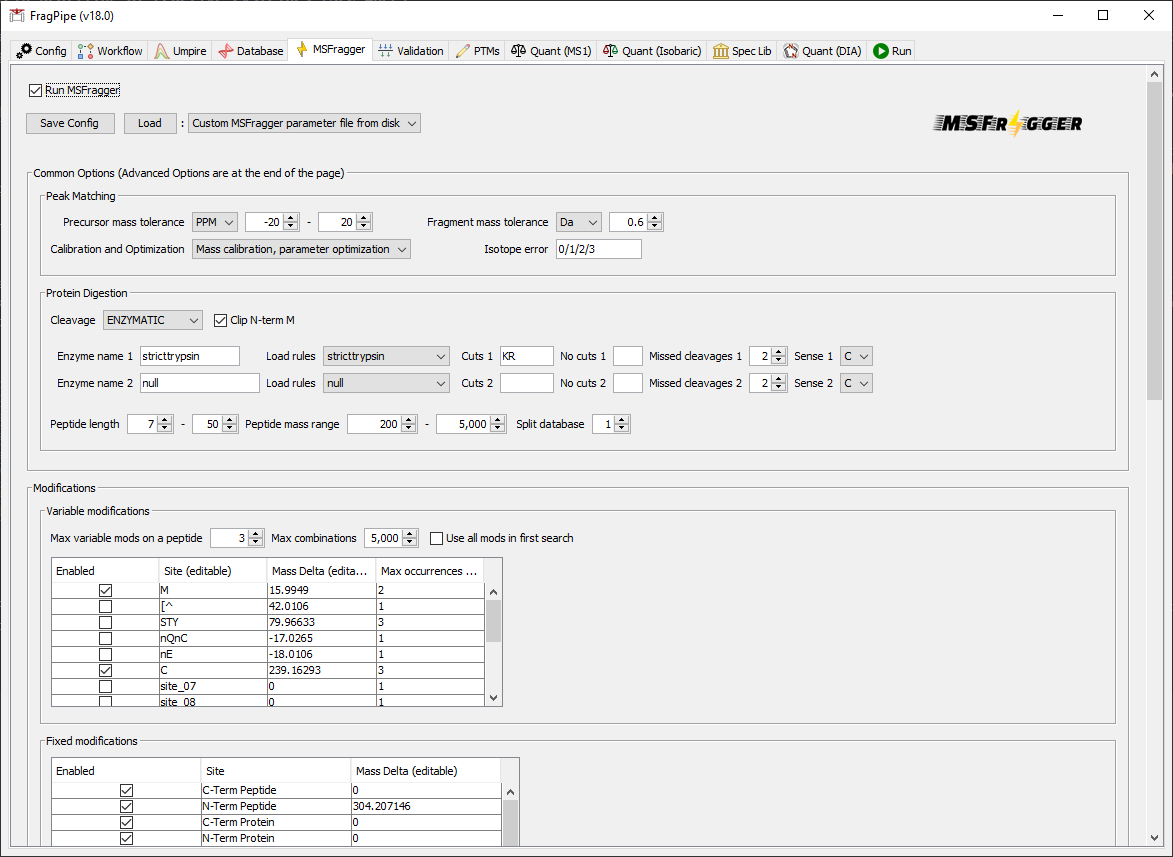 FragPipe (v18.0)
Config Workflow Umpire Database MSFragger Validation PTMs Quant (MS1) Quant (Isobaric) Spec Lib Quant (DIA) Run
Run MSFragger
Save Config Load : Custom MSFragger parameter file from disk
MSFRAGGER
Common Options (Advanced Options are at the end of the page)
Peak Matching
Precursor mass tolerance PPM -20 - 20 Fragment mass tolerance Da 0.6
Calibration and Optimization Mass calibration, parameter optimization Isotope error 0/1/2/3
Protein Digestion
Cleavage ENZYMATIC Clip N-term M
Enzyme name 1 stricttrypsin Load rules stricttrypsin Cuts 1 KR No cuts 1 Missed cleavages 1 2 Sense 1 C
Enzyme name 2 null Load rules null Cuts 2 No cuts 2 Missed cleavages 2 2 Sense 2 C
Peptide length 7 - 50 Peptide mass range 200 - 5,000 Split database 1
Modifications
Variable modifications
Max variable mods on a peptide 3 Max combinations 5,000 Use all mods in first search
Enabled Site (editable) Mass Delta (edita... Max occurrences ...
M 15.9949 2
[^ 42.0106 1
STY 79.96633 3
nQnC -17.0265 1
nE -18.0106 1
C 239.16293 3
site_07 0 1
site_08 0 1
Fixed modifications
Enabled Site Mass Delta (editable)
C-Term Peptide 0
N-Term Peptide 304.207146
C-Term Protein 0
N-Term Protein 0